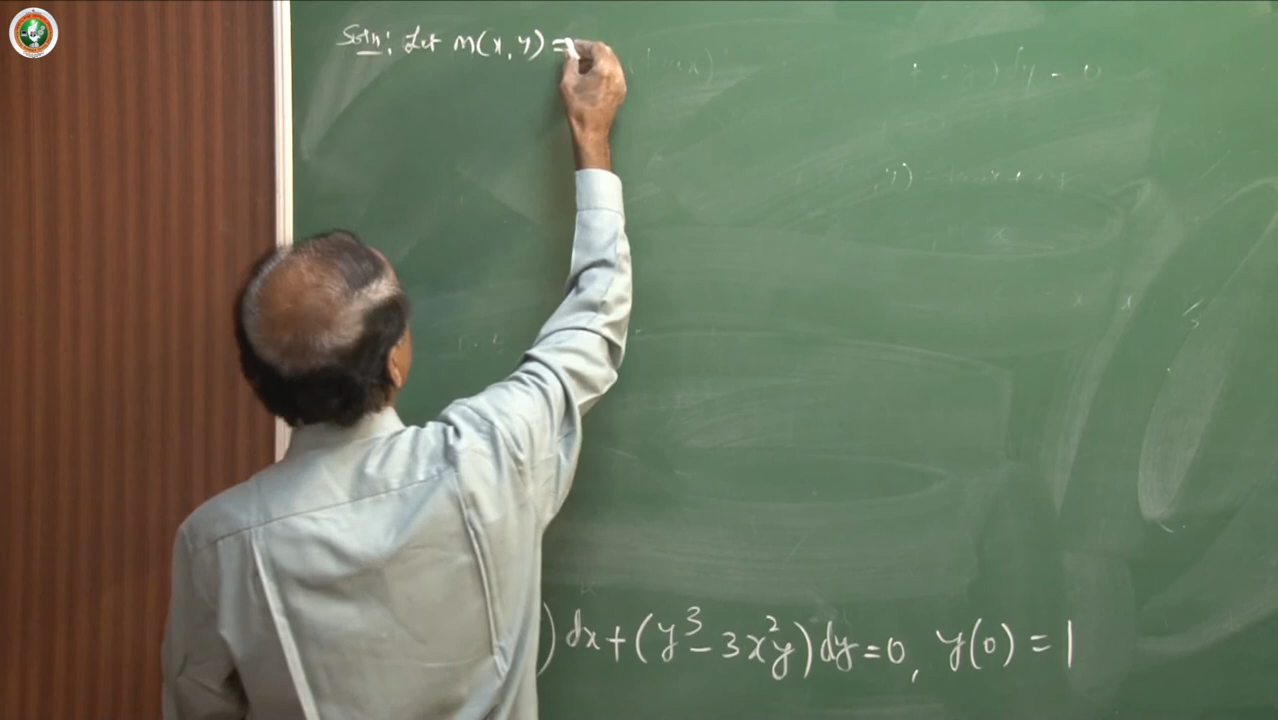 Soln: Let M(x, y) =
) dx + (y³ - 3x²y) dy = 0, y(0) = 1